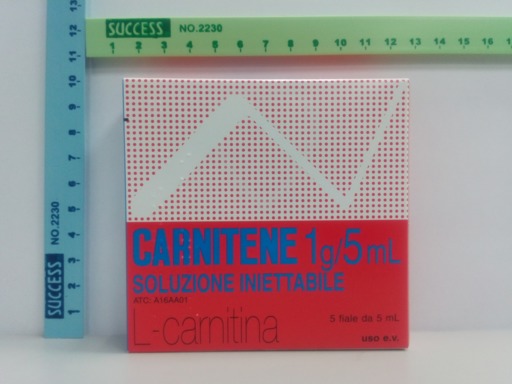 SUCCESS NO.2230
1 2 3 4 5 6 7 8 9 10 11 12 13 14 15 16
SUCCESS NO.2230
1 2 3 4 5 6 7 8 9 10 11 12 13
CARNITENE 1g/5mL
SOLUZIONE INIETTABILE
ATC: A16AA01
L-carnitina
5 fiale da 5 mL
uso e.v.